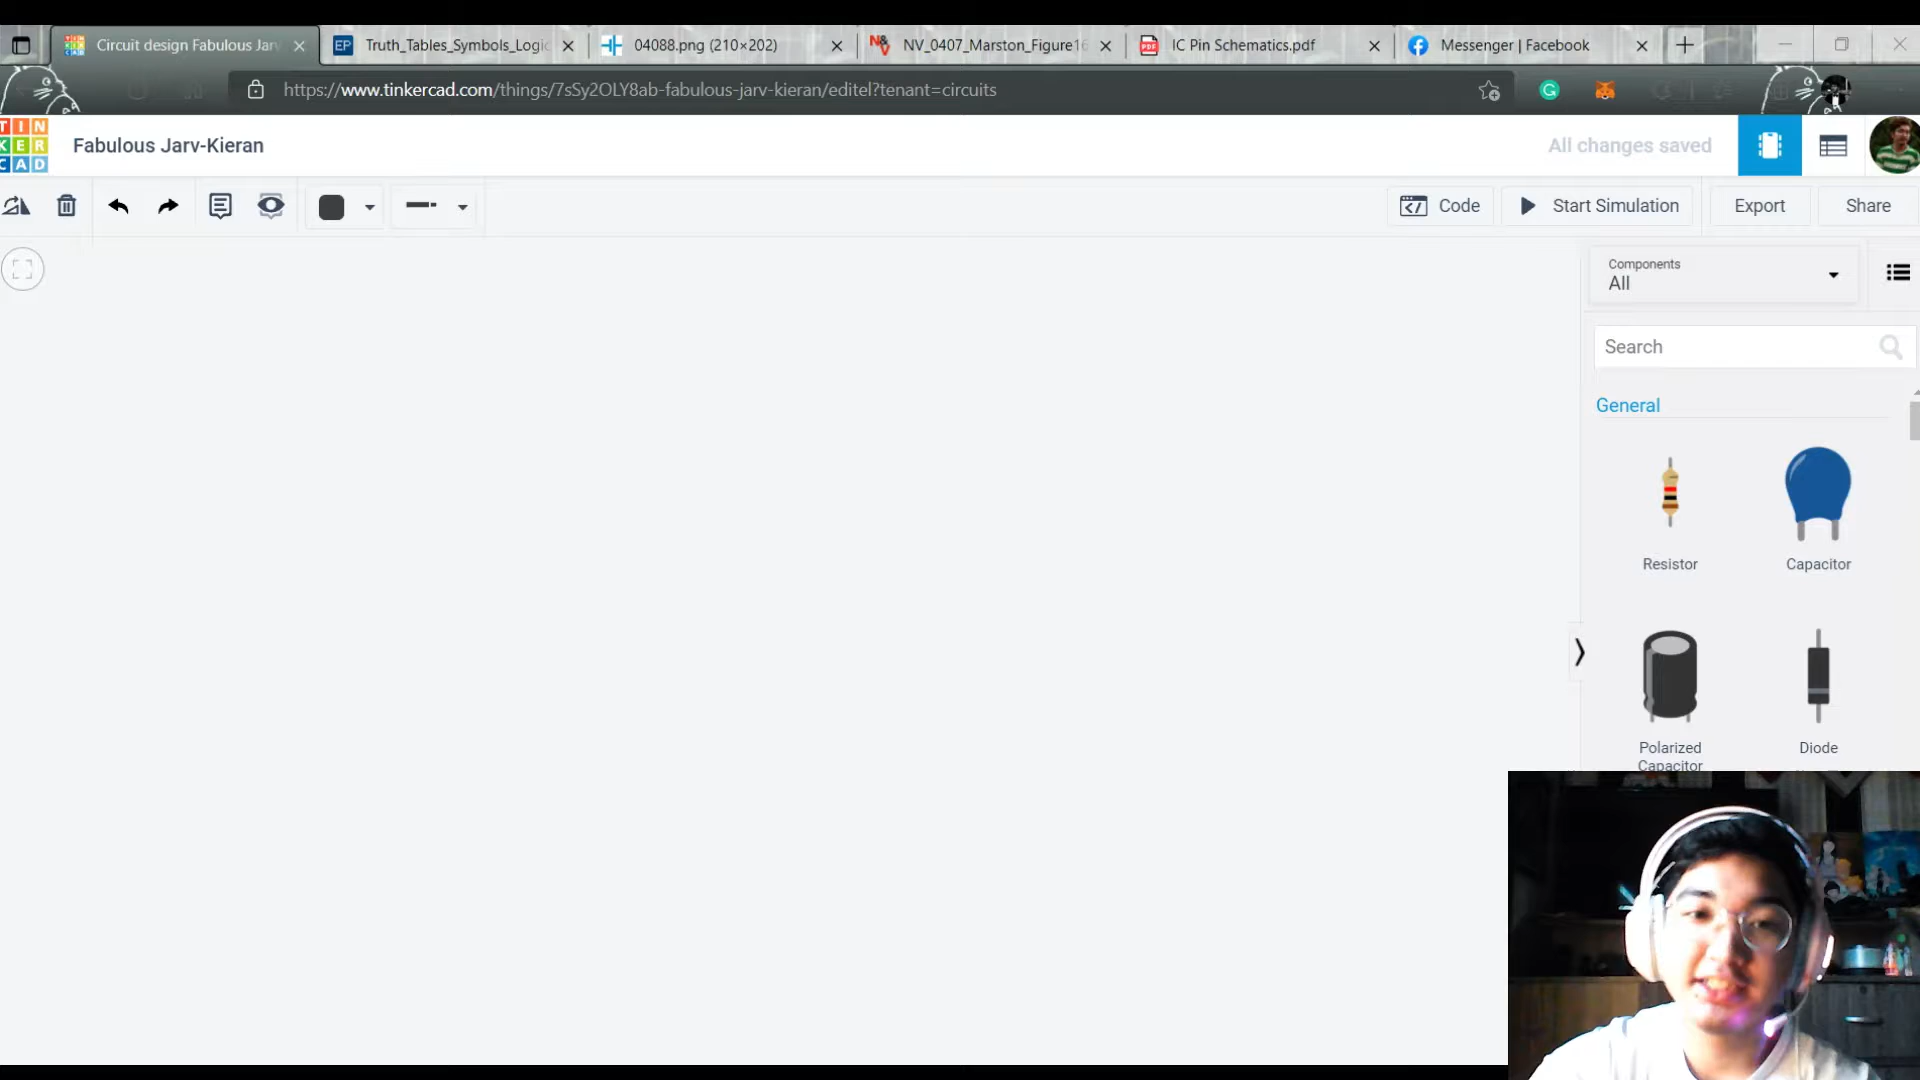 Circuit design Fabulous Jar
Truth_Tables_Symbols_Logic
04088.png (210×202)
NV_0407_Marston_Figure16
IC Pin Schematics.pdf
Messenger | Facebook
https://www.tinkercad.com/things/7sSy2OLY8ab-fabulous-jarv-kieran/editel?tenant=circuits
TIN
KER
CAD
Fabulous Jarv-Kieran
All changes saved
Code
Start Simulation
Export
Share
Components
All
Search
General
Resistor
Capacitor
Polarized
Capacitor
Diode